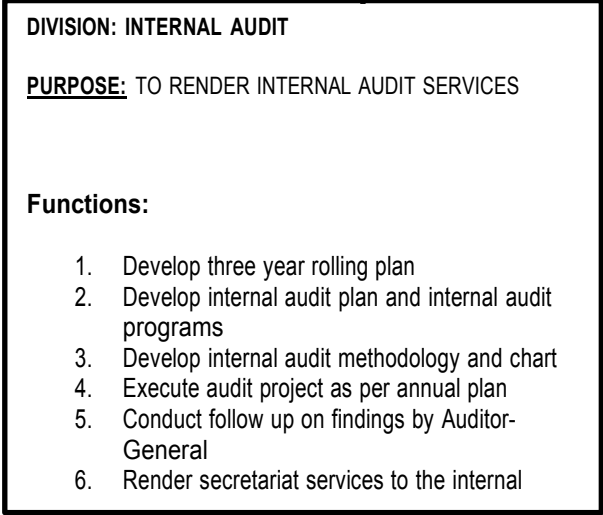 DIVISION: INTERNAL AUDIT
PURPOSE: TO RENDER INTERNAL AUDIT SERVICES
Functions:
1. Develop three year rolling plan
2. Develop internal audit plan and internal audit
programs
3. Develop internal audit methodology and chart
4. Execute audit project as per annual plan
5. Conduct follow up on findings by Auditor-
General
6. Render secretariat services to the internal